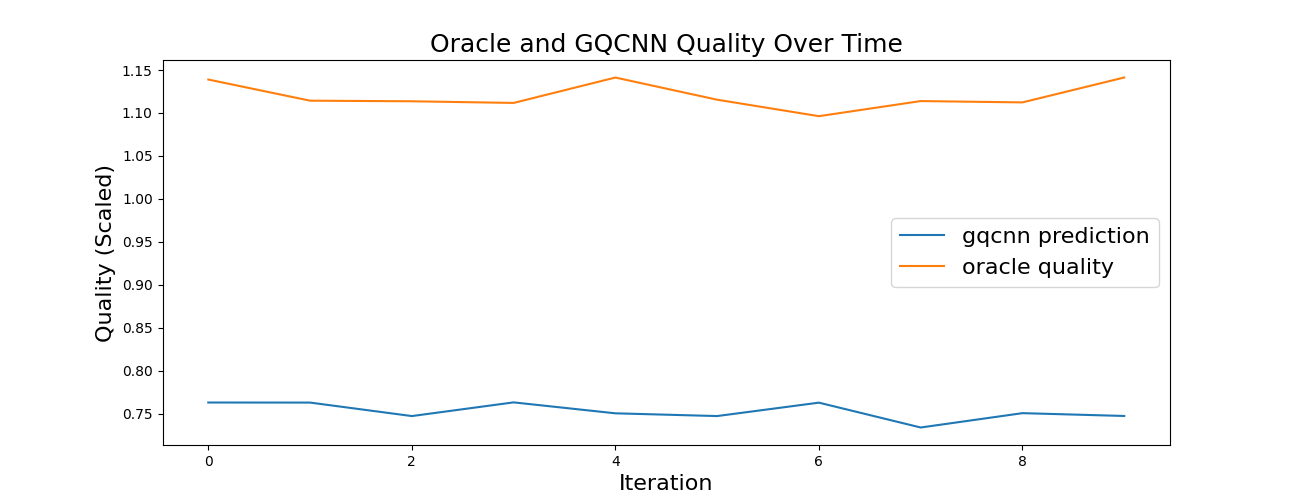 Oracle and GQCNN Quality Over Time
1.15
1.10
1.05
1.00
0.95
0.90
0.85
0.80
0.75
Quality (Scaled)
gqcnn prediction
oracle quality
0 2 4 6 8
Iteration